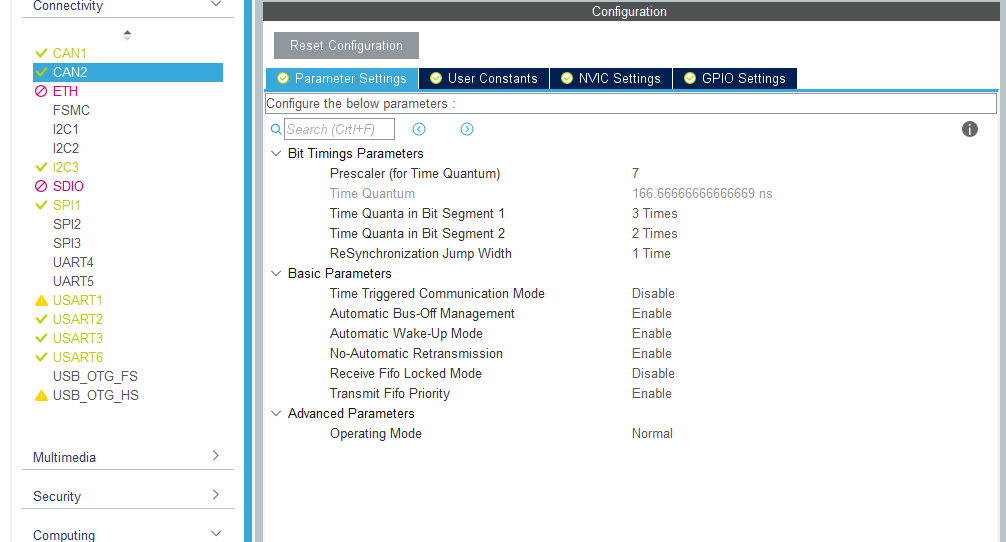 Connectivity
CAN1
CAN2
ETH
FSMC
I2C1
I2C2
I2C3
SDIO
SPI1
SPI2
SPI3
UART4
UART5
USART1
USART2
USART3
USART6
USB_OTG_FS
USB_OTG_HS
Multimedia
Security
Computing
Configuration
Reset Configuration
Parameter Settings User Constants NVIC Settings GPIO Settings
Configure the below parameters :
Search (Crtl+F)
Bit Timings Parameters
Prescaler (for Time Quantum) 7
Time Quantum 166.66666666666669 ns
Time Quanta in Bit Segment 1 3 Times
Time Quanta in Bit Segment 2 2 Times
ReSynchronization Jump Width 1 Time
Basic Parameters
Time Triggered Communication Mode Disable
Automatic Bus-Off Management Enable
Automatic Wake-Up Mode Enable
No-Automatic Retransmission Enable
Receive Fifo Locked Mode Disable
Transmit Fifo Priority Enable
Advanced Parameters
Operating Mode Normal